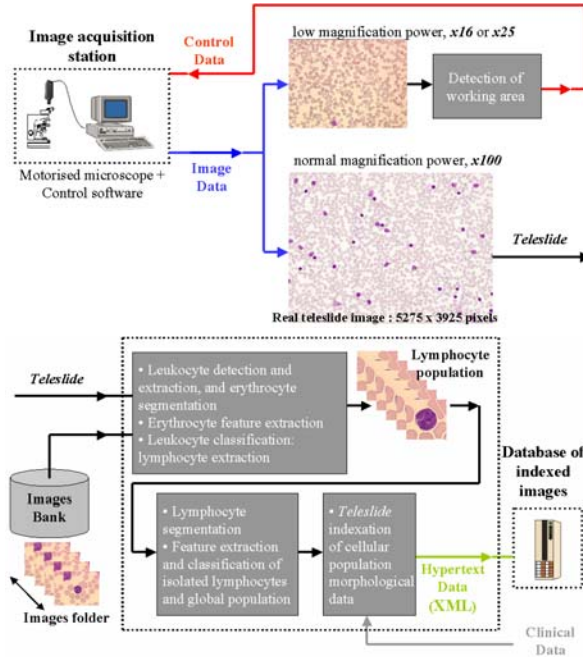 Image acquisition
station
Control
Data
Motorised microscope +
Control software
Image
Data
low magnification power, x16 or x25
Detection of
working area
normal magnification power, x100
Teleslide
Real teleslide image : 5275 x 3925 pixels
Teleslide
• Leukocyte detection and
extraction, and erythrocyte
segmentation
• Erythrocyte feature extraction
• Leukocyte classification:
lymphocyte extraction
Lymphocyte
population
Images
Bank
Images folder
• Lymphocyte
segmentation
• Feature extraction
and classification of
isolated lymphocytes
and global population
• Teleslide
indexation
of cellular
population
morphological
data
Hypertext
Data
(XML)
Database of
indexed
images
Clinical
Data